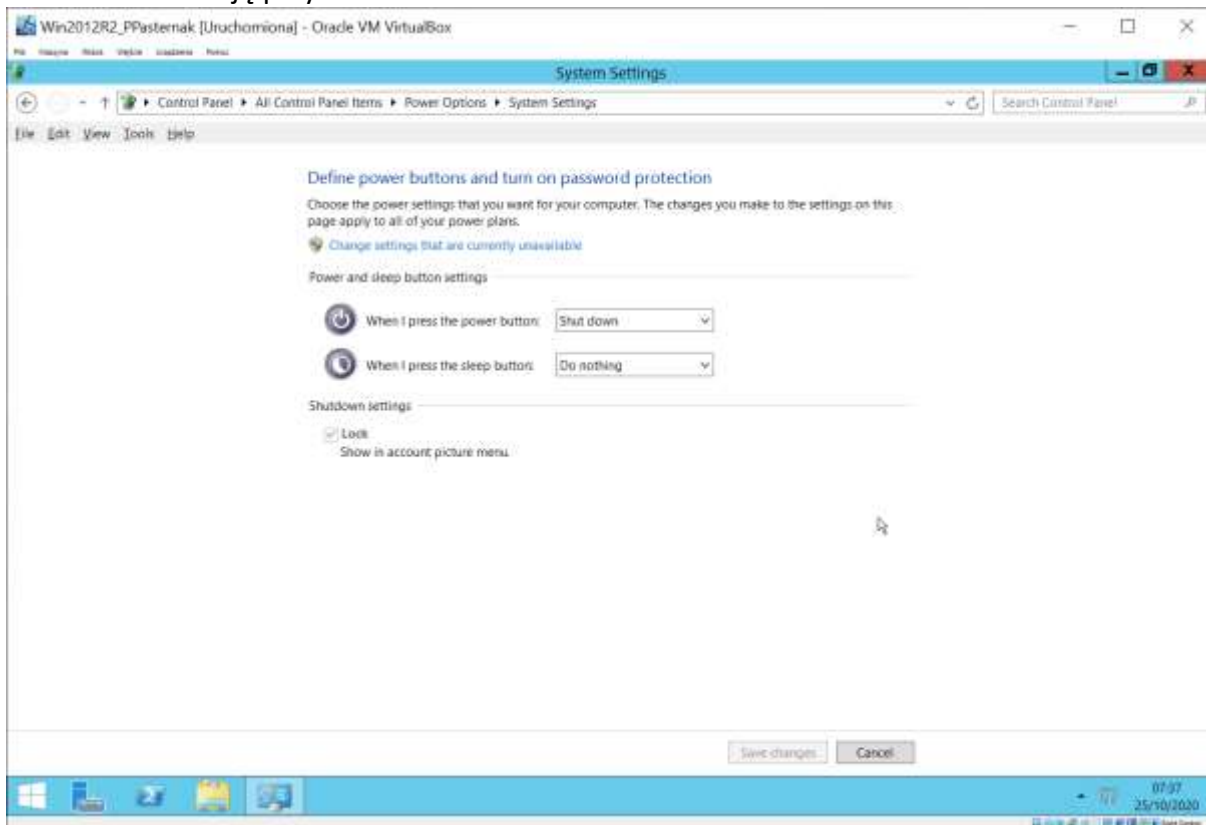 Win2012R2_PPasternak [Uruchomiona] - Oracle VM VirtualBox
System Settings
Control Panel ▸ All Control Panel Items ▸ Power Options ▸ System Settings
Search Control Panel
File Edit View Tools Help
Define power buttons and turn on password protection
Choose the power settings that you want for your computer. The changes you make to the settings on this
page apply to all of your power plans.
Change settings that are currently unavailable
Power and sleep button settings
When I press the power button: Shut down
When I press the sleep button: Do nothing
Shutdown settings
Lock
Show in account picture menu.
Save changes Cancel
07:37
25/10/2020